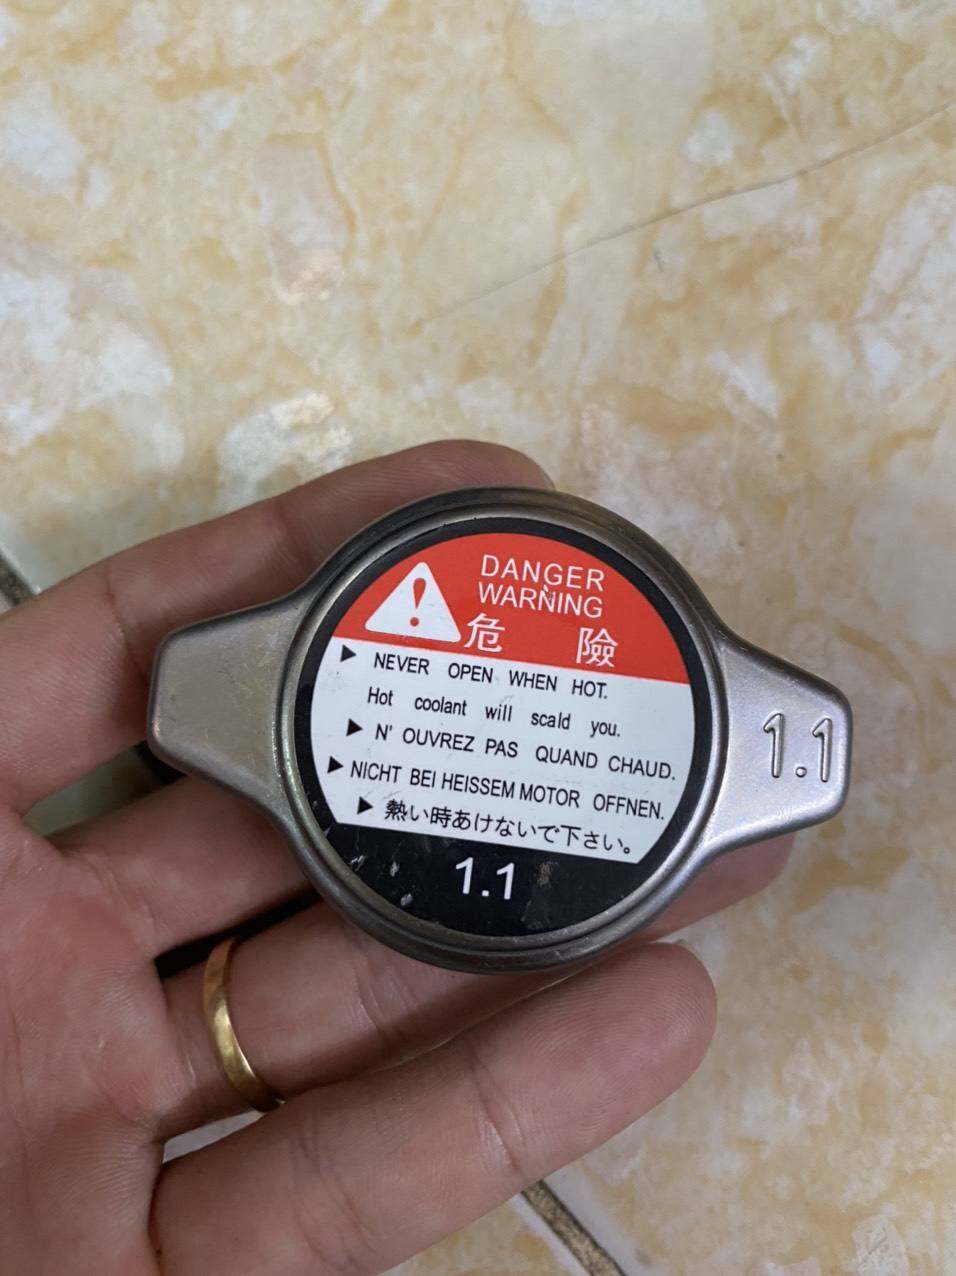 DANGER
WARNING
危 險
▶ NEVER OPEN WHEN HOT.
Hot coolant will scald you.
▶ N' OUVREZ PAS QUAND CHAUD.
▶ NICHT BEI HEISSEM MOTOR OFFNEN.
▶ 熱い時あけないで下さい。
1.1
1.1